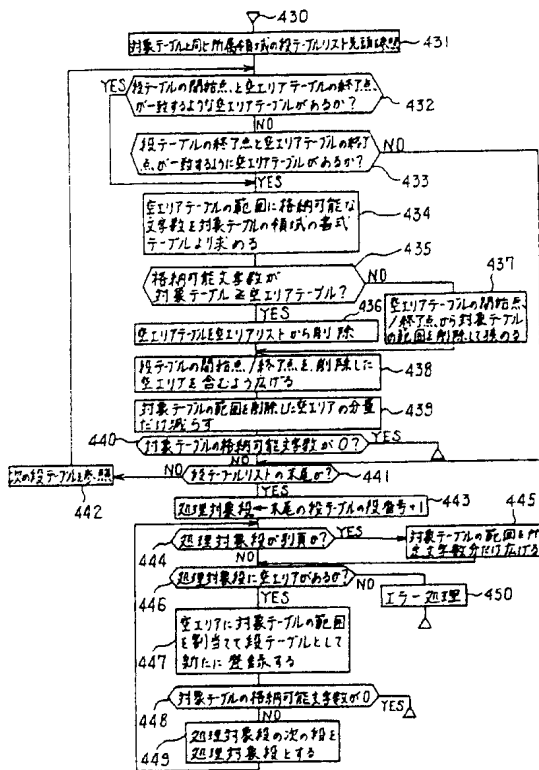 430
対象テーブルと同じ所属領域の段テーブルリスト先頭参照
431
YES
段テーブルの開始点、と空エリアテーブルの終了点、
が一致するような空エリアテーブルがあるか?
432
NO
段テーブルの終了点と空エリアテーブルの終了
点、が一致するように空エリアテーブルがあるか?
NO
433
YES
空エリアテーブルの範囲に格納可能な
文字数を対象テーブルの領域の書式
テーブルより求める
434
435
格納可能文字数が
対象テーブル≧空エリアテーブル?
NO
437
YES
436
空エリアテーブルの開始点、
/終了点、から対象テーブル
の範囲を削除して狭める
空エリアテーブルを空エリアリストから削除
段テーブルの開始点/終了点を、削除した
空エリアを含むよう広げる
438
対象テーブルの範囲を削除した空エリアの分量
だけ減らす
439
440
対象テーブルの格納可能文字数が0?
YES
NO
次の段テーブルを参照
442
NO
段テーブルリストの末尾か?
441
YES
処理対象段←末尾の段テーブルの段番号+1
443
445
444
処理対象段が別頁か?
YES
対象テーブルの範囲を所
定文字数分だけ広げる
NO
446
処理対象段に空エリアがあるか?
NO
YES
エラー処理
450
447
空エリアに対象テーブルの範囲
を割当てて段テーブルとして
新たに登録する
448
対象テーブルの格納可能文字数が0
YES
NO
449
処理対象段の次の段を
処理対象段とする